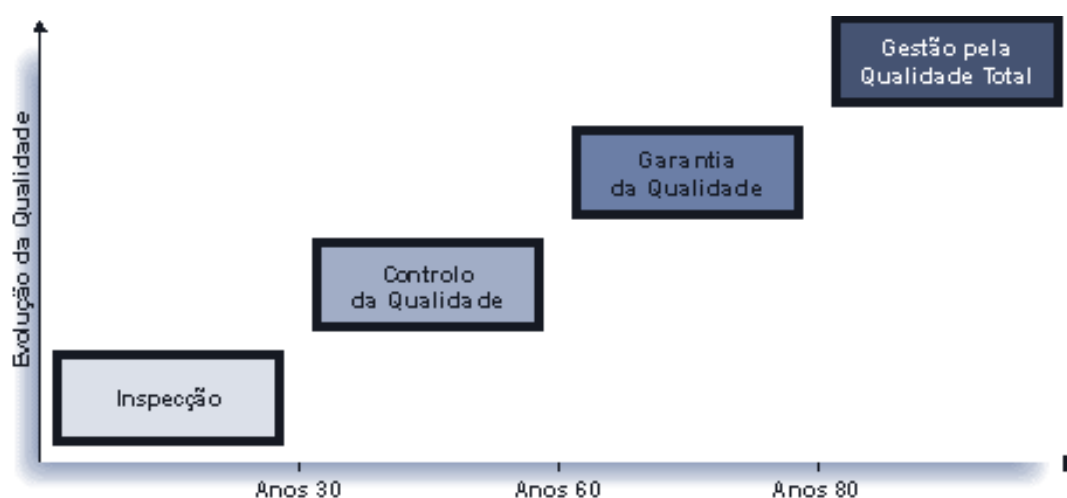 Gestão pela
Qualidade Total
Garantia
da Qualidade
Controlo
da Qualidade
Inspecção
Evolução da Qualidade
Anos 30
Anos 60
Anos 80